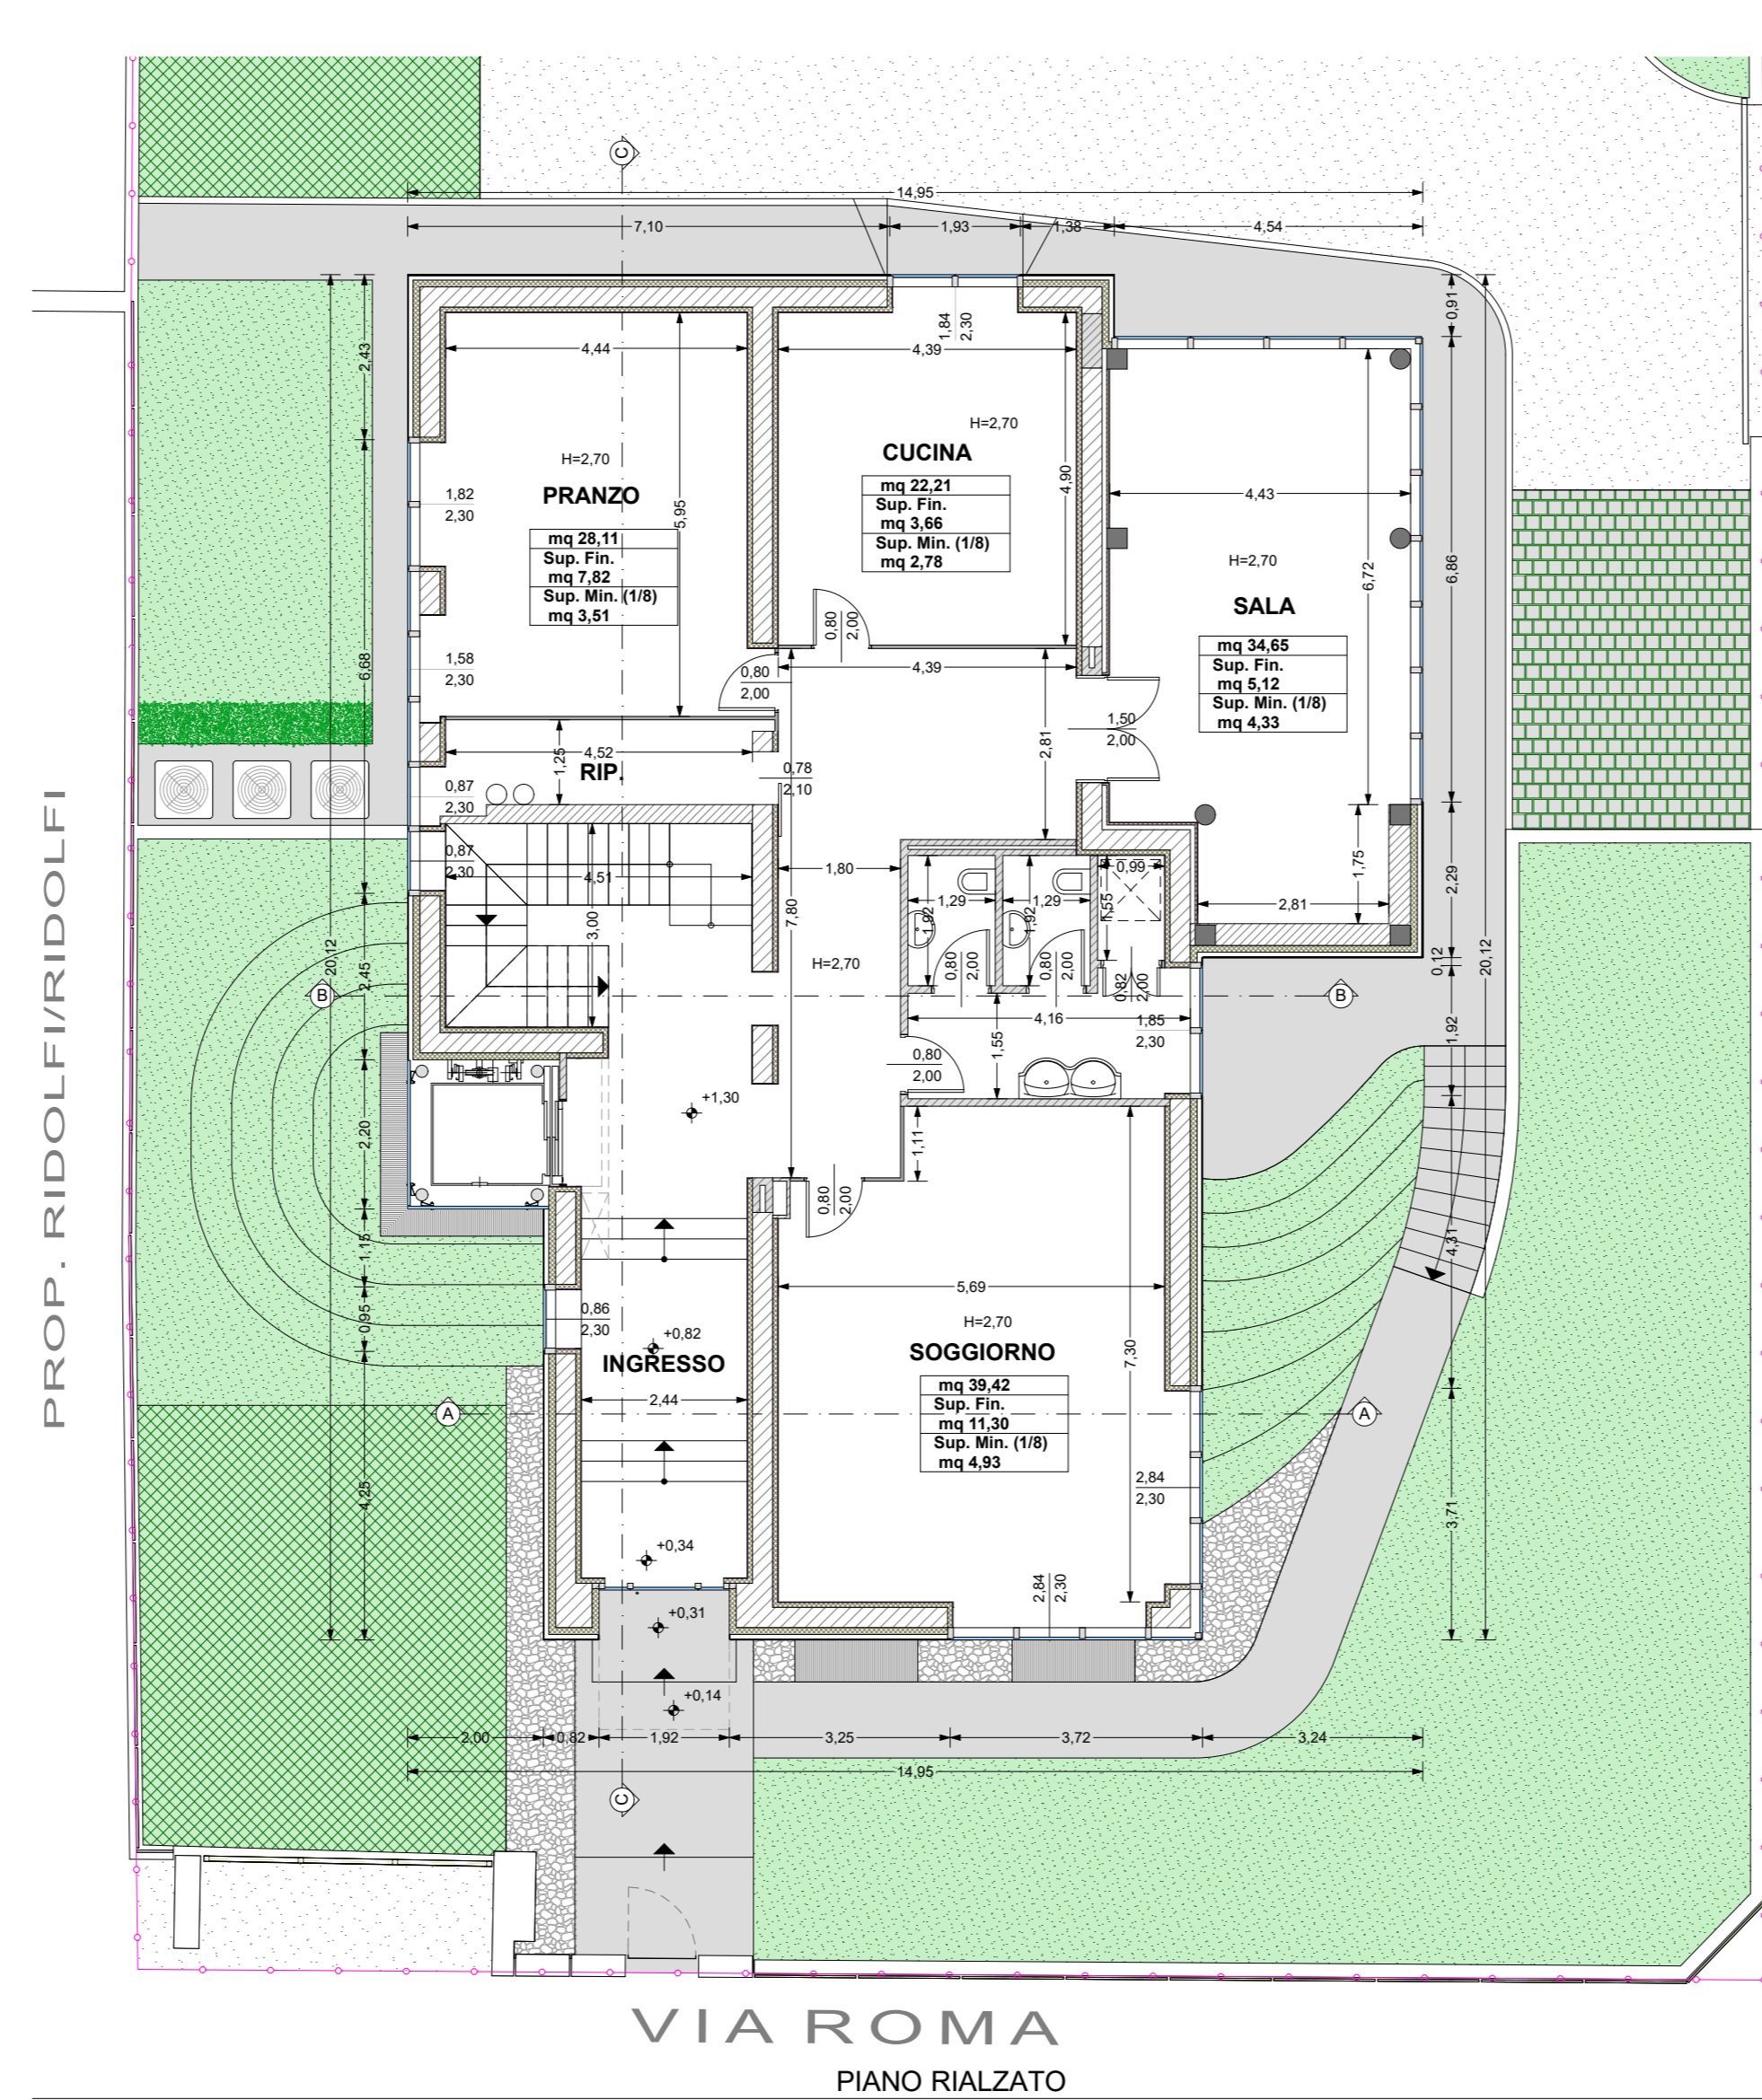 C
14,95
7,10
1,93
1,38
4,54
2,43
0,91
1,84
2,30
4,44
4,39
H=2,70
CUCINA
mq 22,21
Sup. Fin.
mq 3,66
Sup. Min. (1/8)
mq 2,78
4,90
H=2,70
PRANZO
mq 28,11
Sup. Fin.
mq 7,82
Sup. Min. (1/8)
mq 3,51
5,95
1,82
2,30
4,43
H=2,70
SALA
mq 34,65
Sup. Fin.
mq 5,12
Sup. Min. (1/8)
mq 4,33
6,72
6,86
0,80
2,00
4,39
0,80
2,00
1,58
2,30
6,68
1,50
2,00
2,81
4,52
1,25
RIP.
0,78
2,10
0,87
2,30
0,87
2,30
4,51
3,00
1,80
7,80
1,29
1,92
1,29
1,92
0,99
1,55
1,75
2,81
2,29
20,12
2,45
H=2,70
0,80
2,00
0,80
2,00
0,82
2,00
0,12
20,12
B
B
4,16
1,85
2,30
1,92
1,55
0,80
2,00
+1,30
2,20
1,11
0,80
2,00
1,15
4,31
5,69
H=2,70
SOGGIORNO
mq 39,42
Sup. Fin.
mq 11,30
Sup. Min. (1/8)
mq 4,93
7,30
0,86
2,30
0,95
+0,82
INGRESSO
2,44
A
A
4,25
2,84
2,30
3,71
+0,34
2,84
2,30
+0,31
+0,14
2,00
0,82
1,92
3,25
3,72
3,24
14,95
C
PROP. RIDOLFI/RIDOLFI
VIA ROMA
PIANO RIALZATO